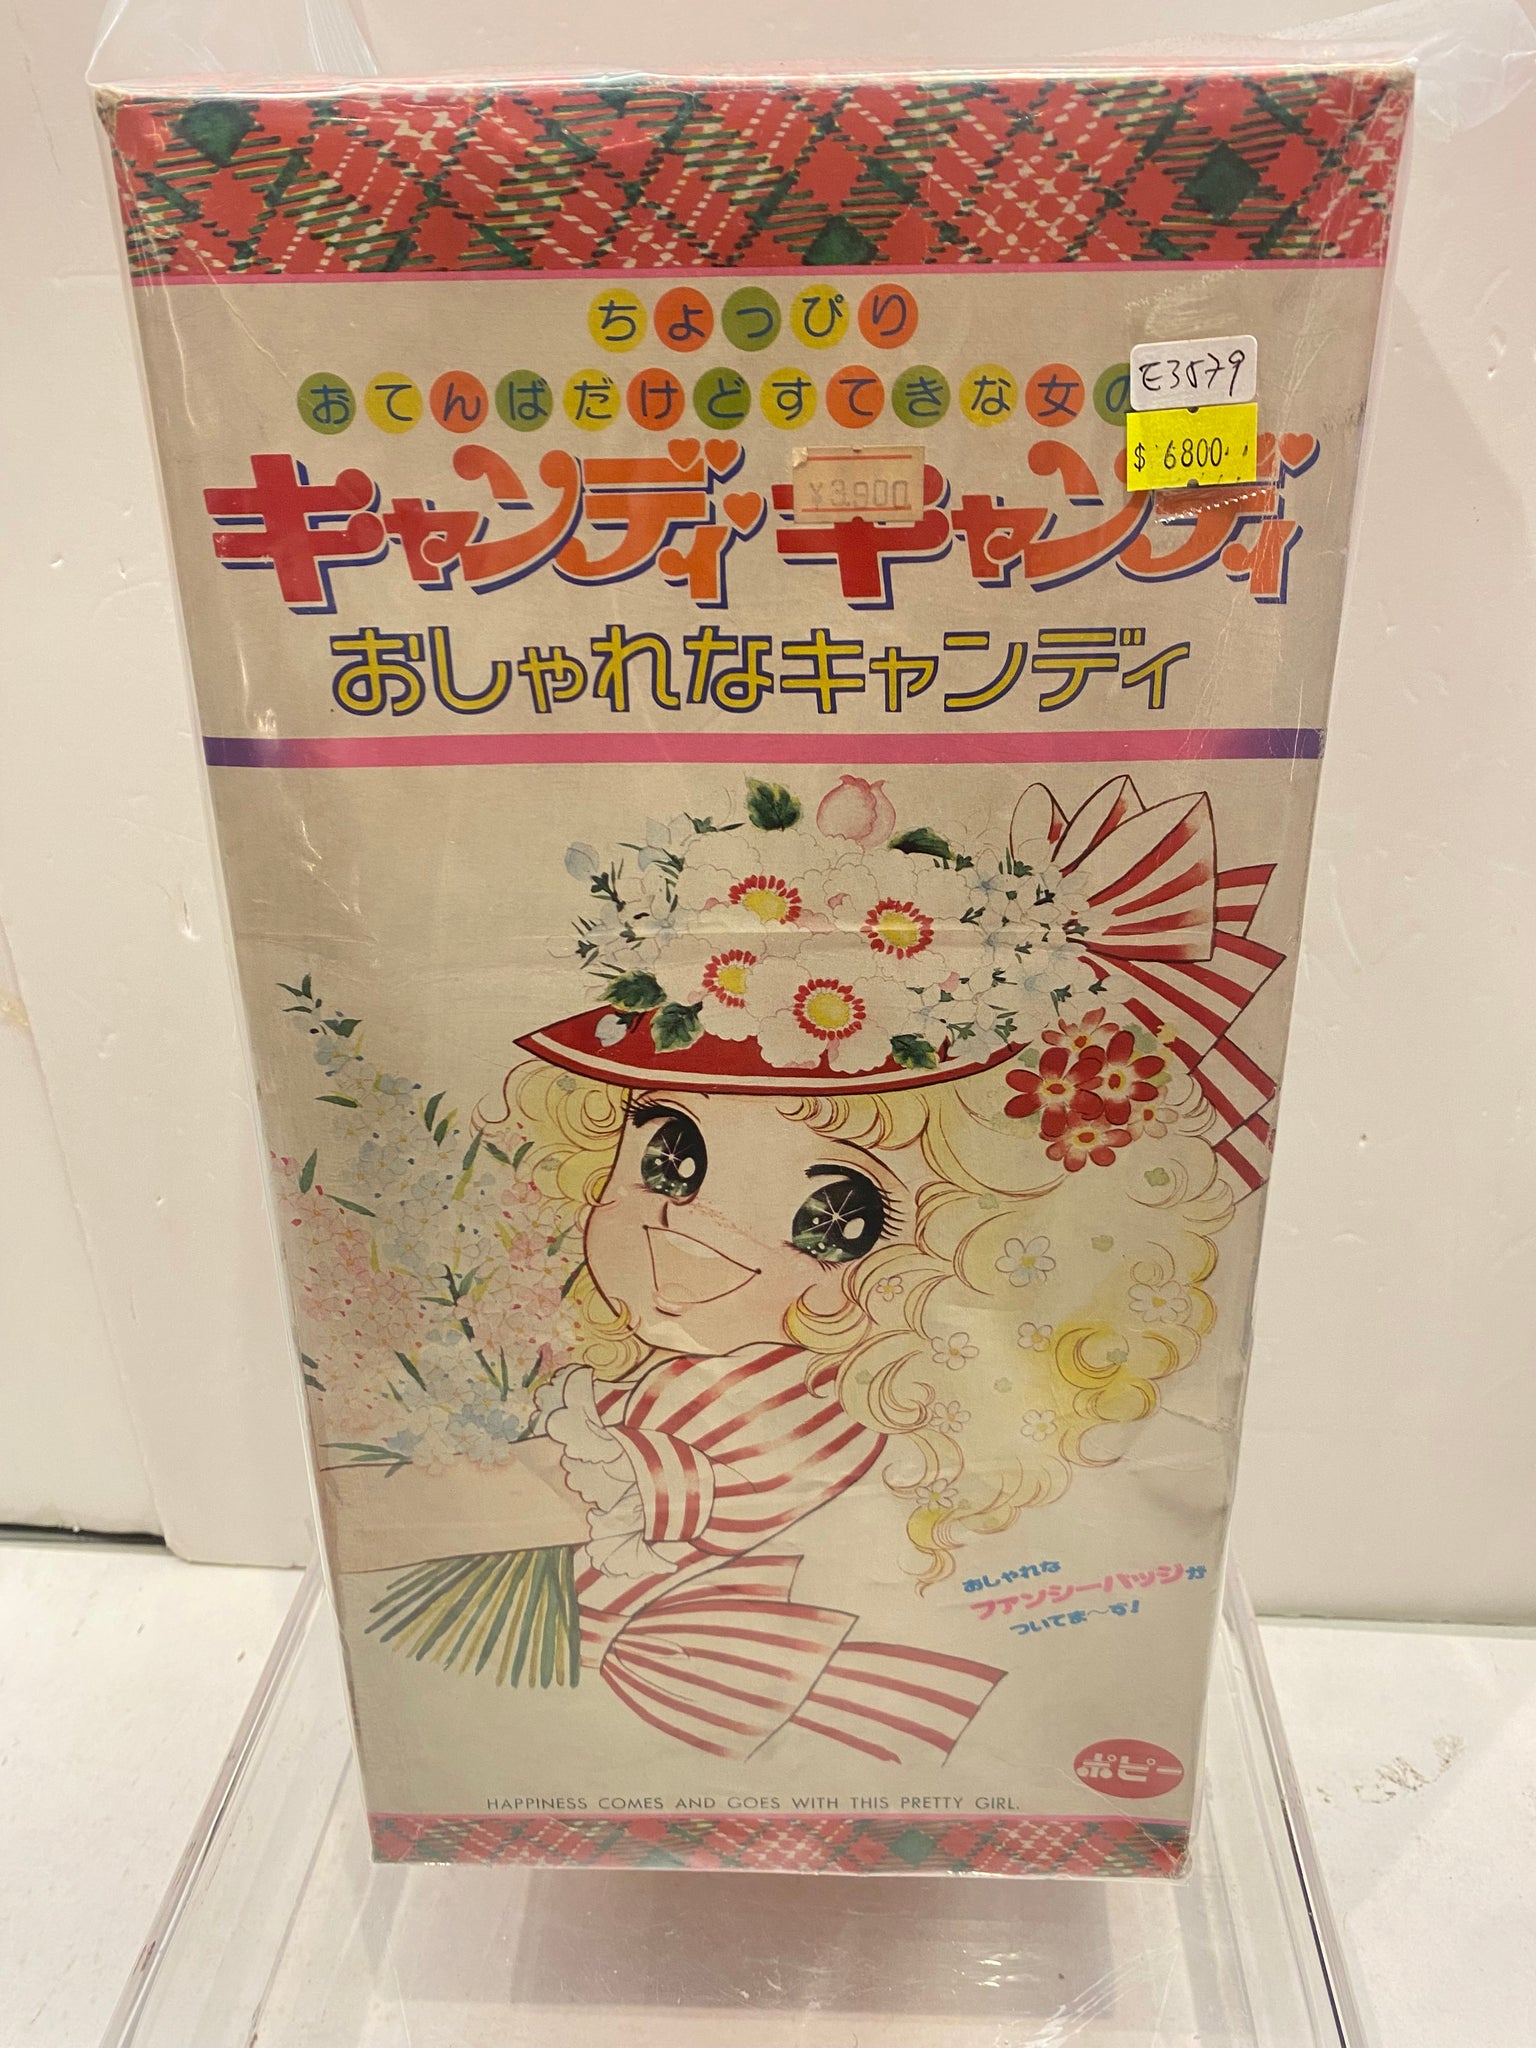 ちょっぴり
おてんばだけどすてきな女の
E3579
$ 6800
¥3,900
キャンディ・キャンディ
おしゃれなキャンディ
おしゃれな
ファンシーバッジが
ついてま〜す!
ポピー
HAPPINESS COMES AND GOES WITH THIS PRETTY GIRL.